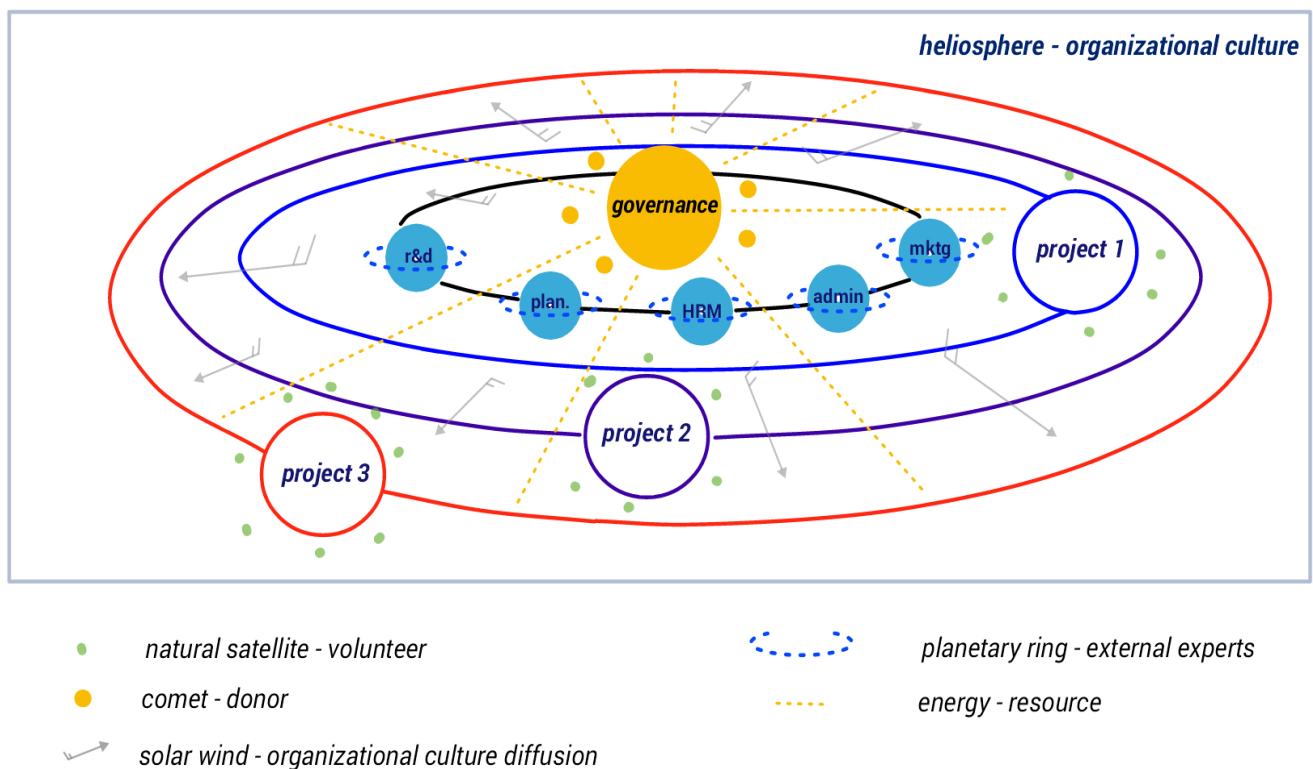 heliosphere - organizational culture
governance
r&d
mktg
project 1
plan.
HRM
admin
project 2
project 3
natural satellite - volunteer
planetary ring - external experts
comet - donor
energy - resource
solar wind - organizational culture diffusion